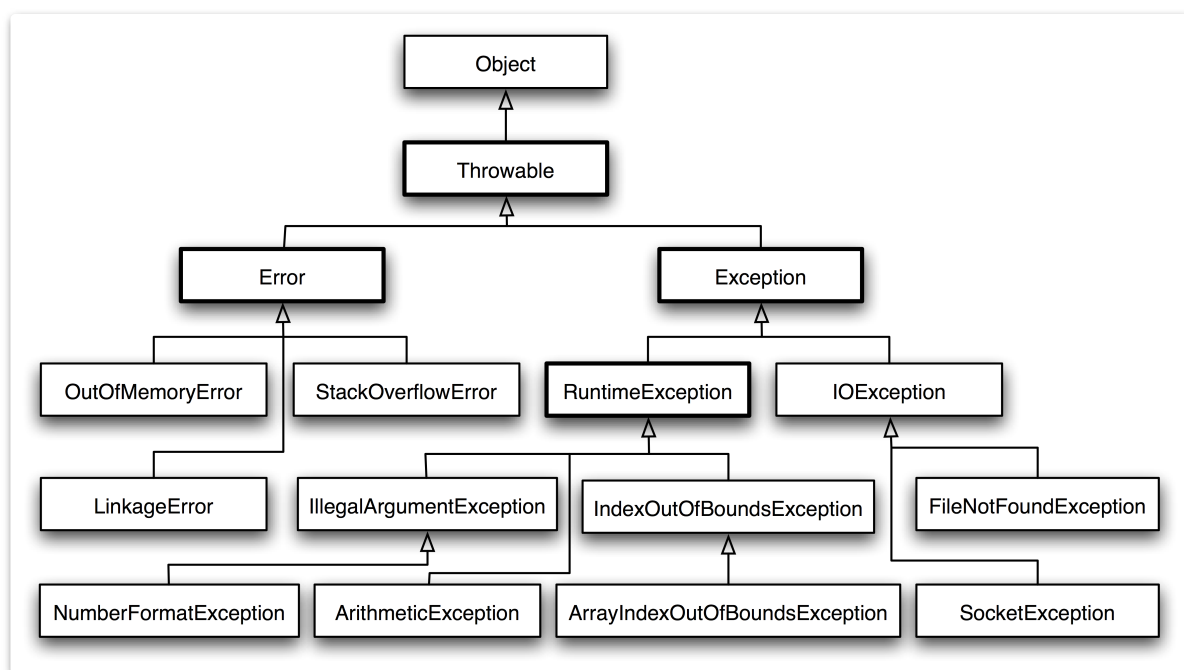 Object
Throwable
Error
Exception
OutOfMemoryError
StackOverflowError
RuntimeException
IOException
LinkageError
IllegalArgumentException
IndexOutOfBoundsException
FileNotFoundException
NumberFormatException
ArithmeticException
ArrayIndexOutOfBoundsException
SocketException